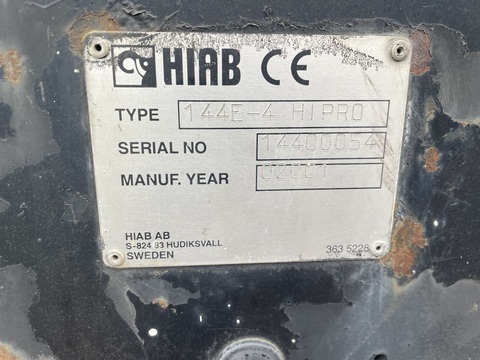 HIAB CE
TYPE 144E-4 HIPRO
SERIAL NO 14400054
MANUF. YEAR 02001
HIAB AB
S-824 83 HUDIKSVALL
SWEDEN
363 5228